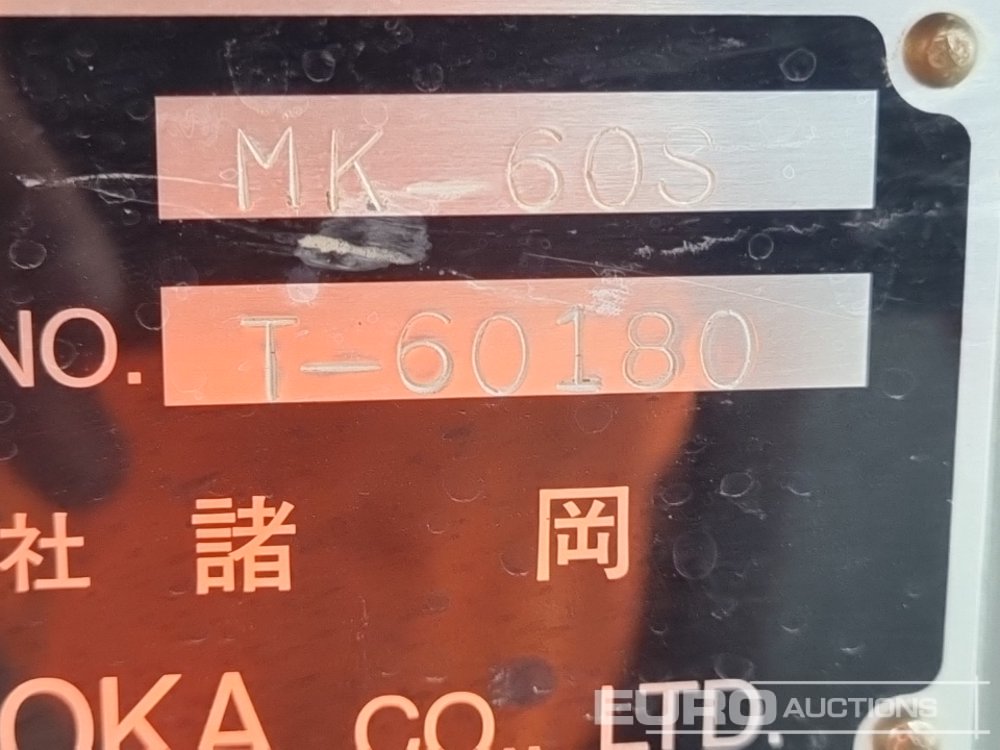 MK 60S
NO. T-60180
社 諸 岡
OKA CO., LTD.
EURO AUCTIONS